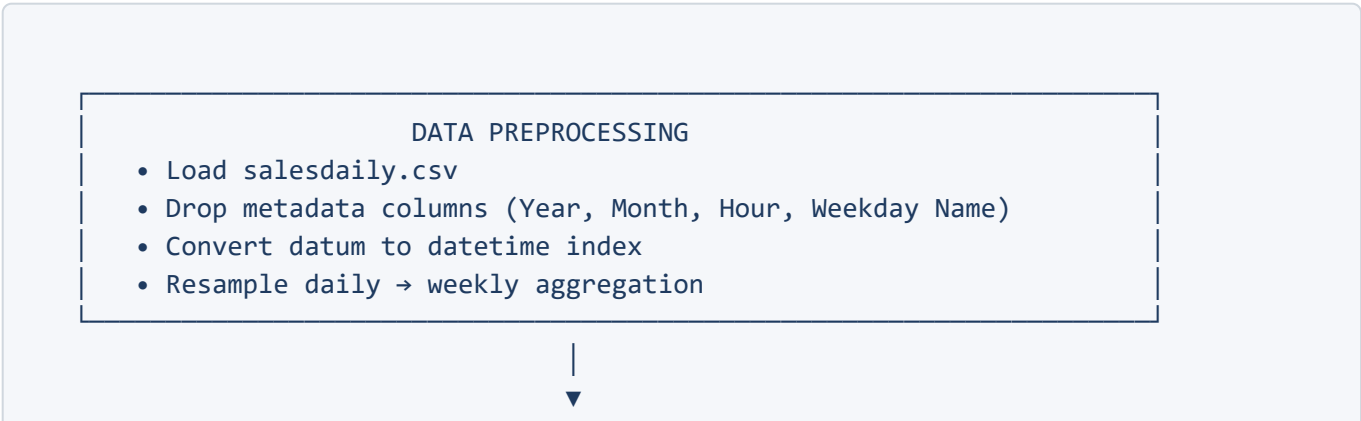 DATA PREPROCESSING
• Load salesdaily.csv
• Drop metadata columns (Year, Month, Hour, Weekday Name)
• Convert datum to datetime index
• Resample daily → weekly aggregation